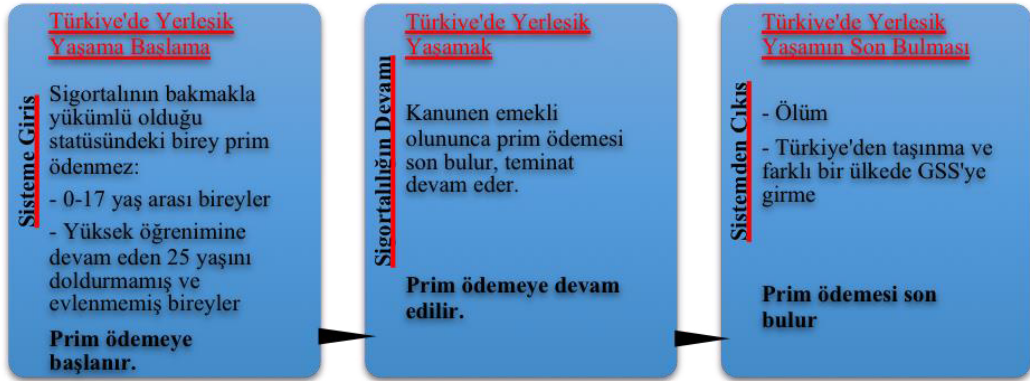 Türkiye'de Yerleşik
Yaşama Başlama
Sisteme Giris
Sigortalının bakmakla
yükümlü olduğu
statüsündeki birey prim
ödenmez:
- 0-17 yaş arası bireyler
- Yüksek öğrenimine
devam eden 25 yaşını
doldurmamış ve
evlenmemiş bireyler
Prim ödemeye
başlanır.
Türkiye'de Yerleşik
Yaşamak
Sigortalılığın Devamı
Kanunen emekli
olununca prim ödemesi
son bulur, teminat
devam eder.
Prim ödemeye devam
edilir.
Türkiye'de Yerleşik
Yaşamın Son Bulması
Sistemden Çıkıs
- Ölüm
- Türkiye'den taşınma ve
farklı bir ülkede GSS'ye
girme
Prim ödemesi son
bulur